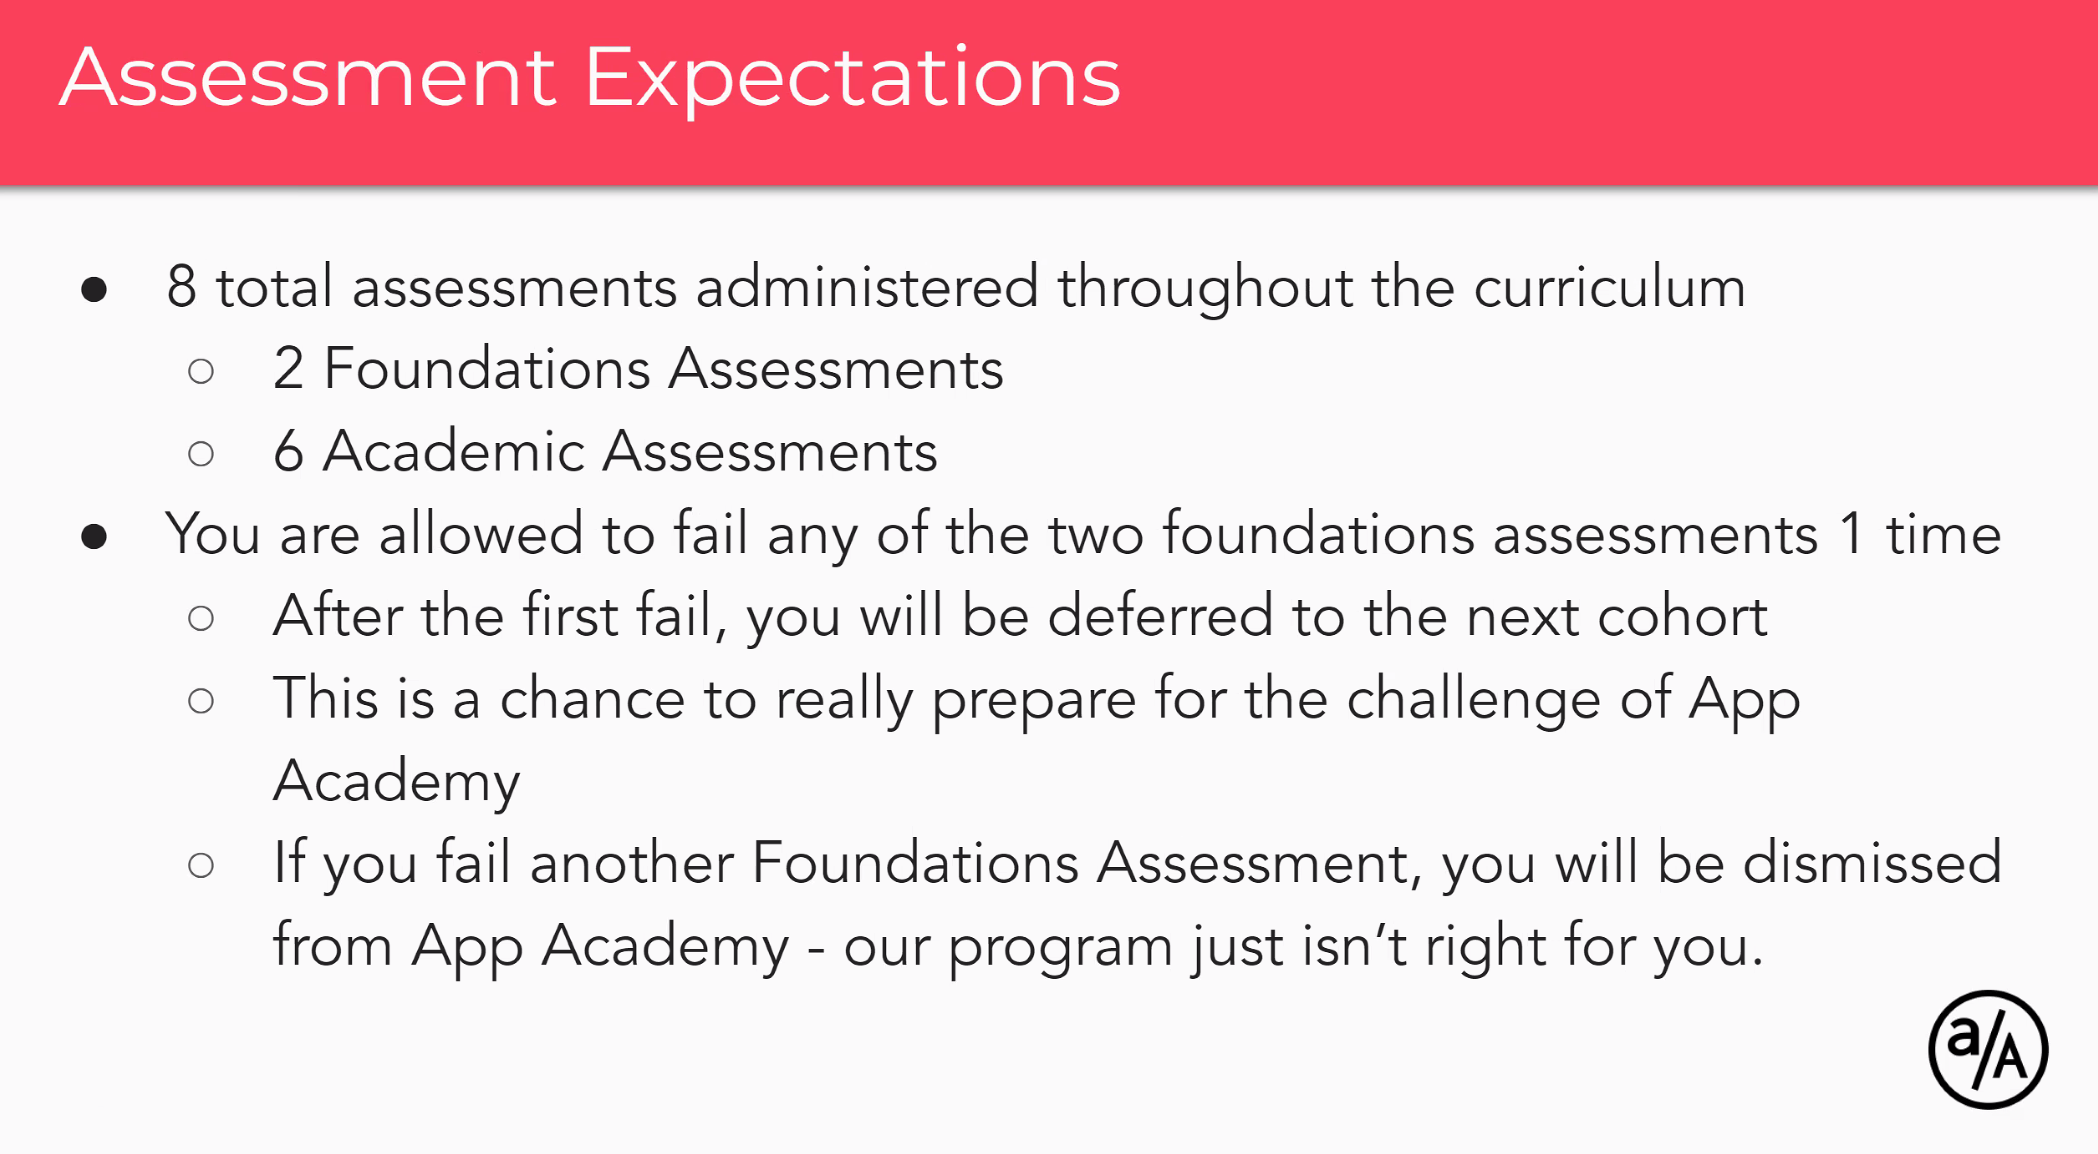 Assessment Expectations
● 8 total assessments administered throughout the curriculum
○ 2 Foundations Assessments
○ 6 Academic Assessments
● You are allowed to fail any of the two foundations assessments 1 time
○ After the first fail, you will be deferred to the next cohort
○ This is a chance to really prepare for the challenge of App
Academy
○ If you fail another Foundations Assessment, you will be dismissed
from App Academy - our program just isn’t right for you.
a/A